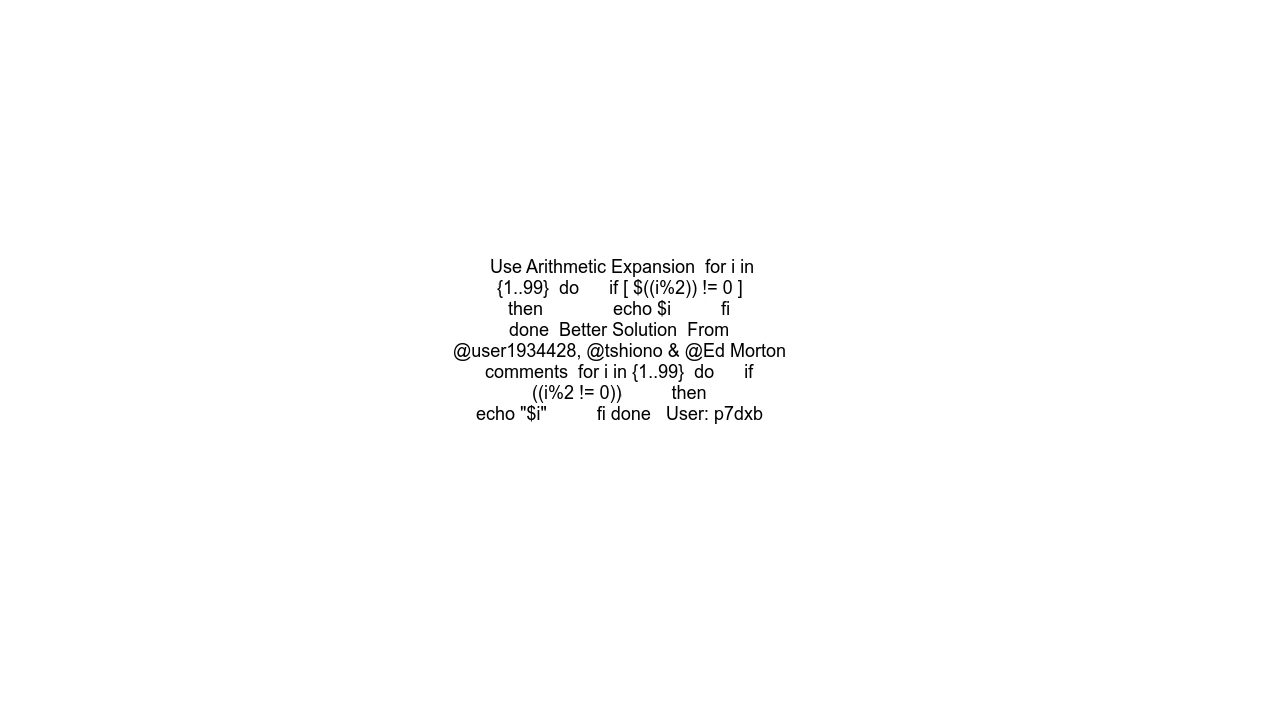 Use Arithmetic Expansion  for i in
{1..99}  do      if [ $((i%2)) != 0 ]
then              echo $i          fi
done  Better Solution  From
@user1934428, @tshiono & @Ed Morton
comments  for i in {1..99}  do      if
((i%2 != 0))          then
echo "$i"          fi done   User: p7dxb